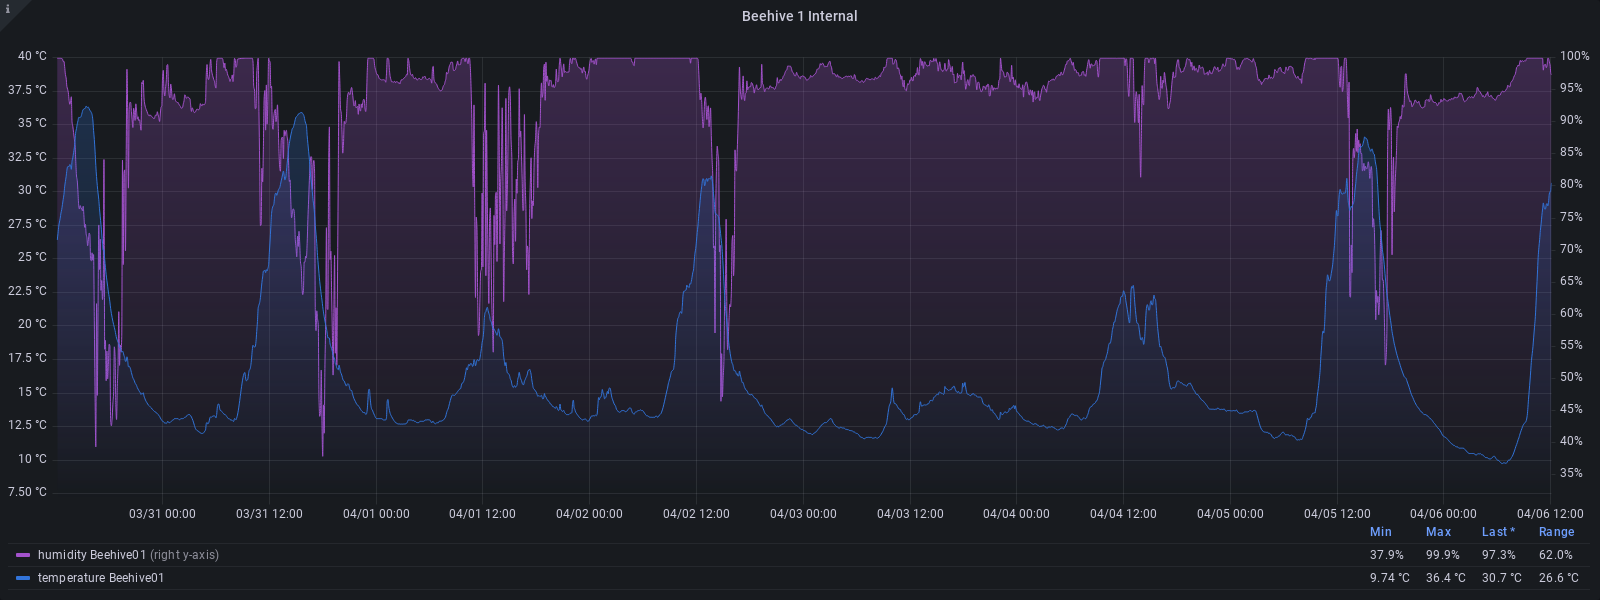 i
Beehive 1 Internal
40 °C 100%
37.5 °C 95%
35 °C 90%
32.5 °C 85%
30 °C 80%
27.5 °C 75%
25 °C 70%
22.5 °C 65%
20 °C 60%
17.5 °C 55%
15 °C 50%
12.5 °C 45%
10 °C 40%
7.50 °C 35%
03/31 00:00 03/31 12:00 04/01 00:00 04/01 12:00 04/02 00:00 04/02 12:00 04/03 00:00 04/03 12:00 04/04 00:00 04/04 12:00 04/05 00:00 04/05 12:00 04/06 00:00 04/06 12:00
Min Max Last * Range
humidity Beehive01 (right y-axis) 37.9% 99.9% 97.3% 62.0%
temperature Beehive01 9.74 °C 36.4 °C 30.7 °C 26.6 °C